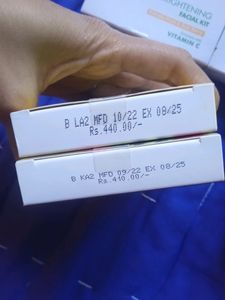 BRIGHTENING
FACIAL KIT
VITAMIN C
B LA2 MFD 10/22 EX 08/25
Rs.440.00/-
B KA2 MFD 09/22 EX 08/25
Rs.410.00/-